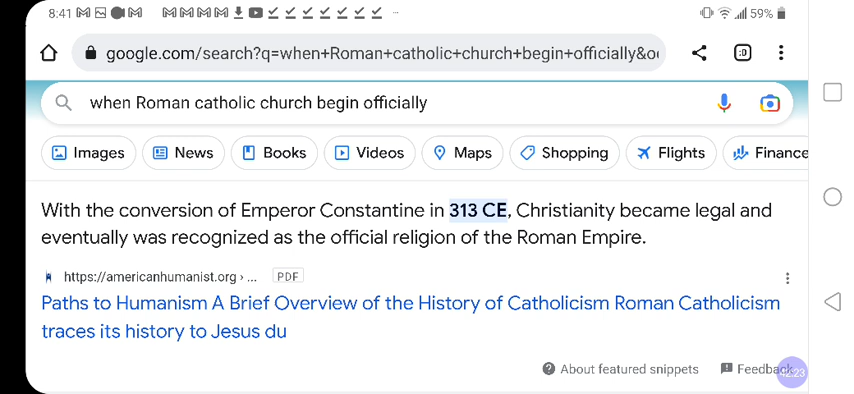 8:41 59%
google.com/search?q=when+Roman+catholic+church+begin+officially&o :D
when Roman catholic church begin officially
Images News Books Videos Maps Shopping Flights Finance
With the conversion of Emperor Constantine in 313 CE, Christianity became legal and
eventually was recognized as the official religion of the Roman Empire.
https://americanhumanist.org › ... PDF
Paths to Humanism A Brief Overview of the History of Catholicism Roman Catholicism
traces its history to Jesus du
About featured snippets Feedback